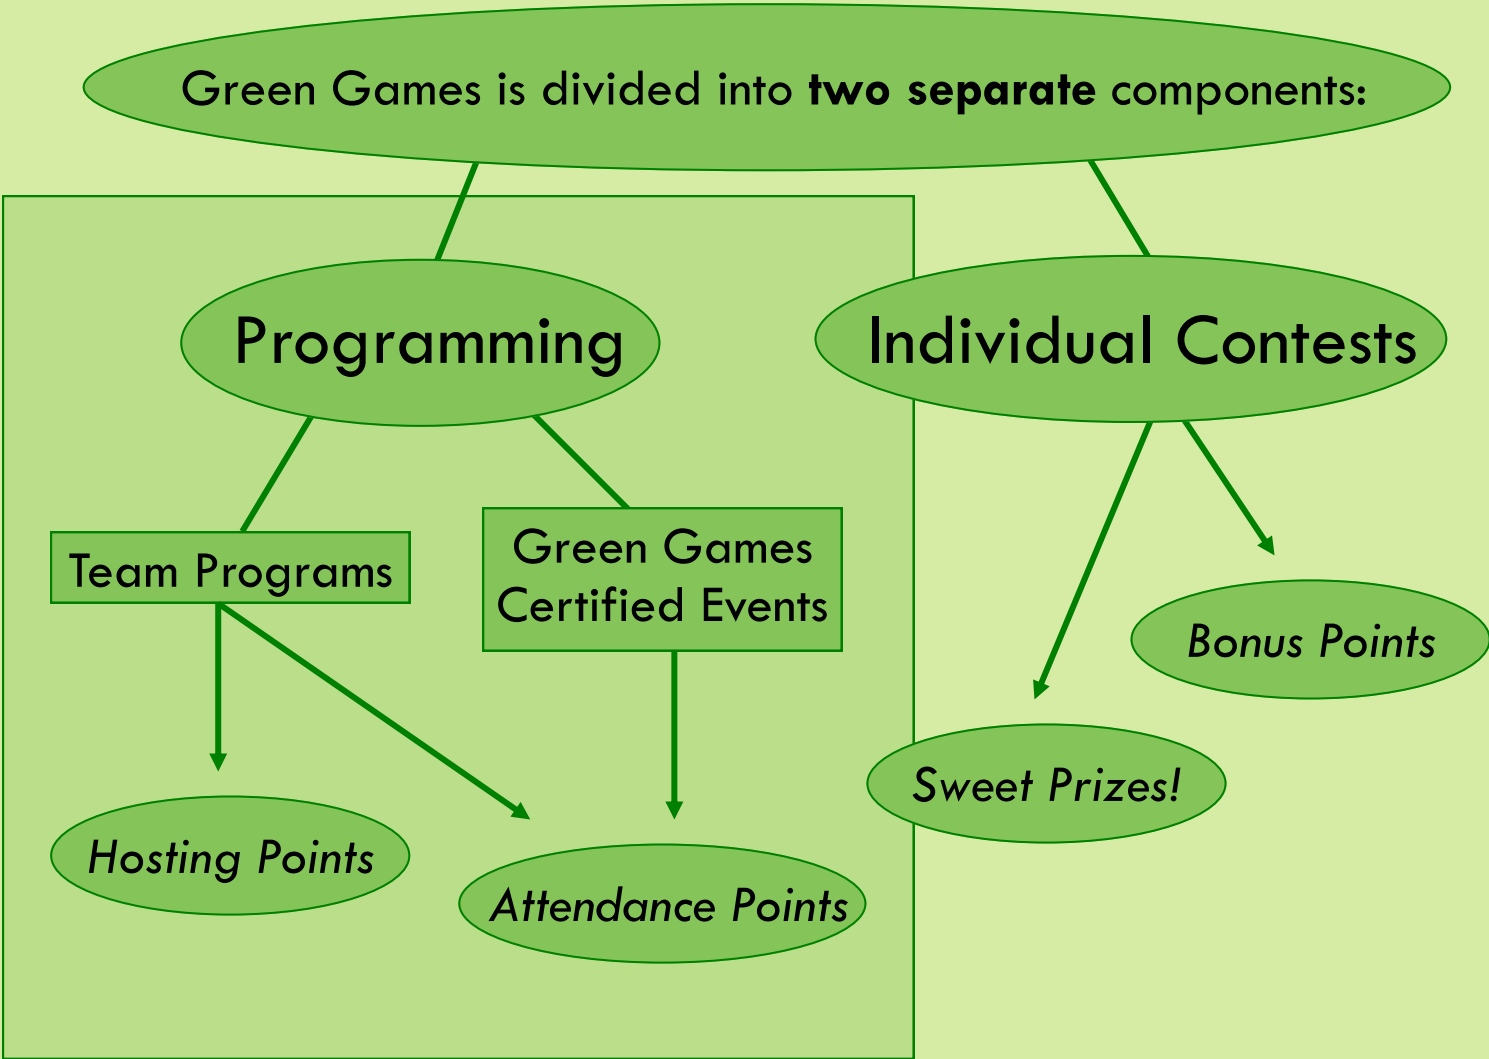 Green Games is divided into two separate components:
Programming
Individual Contests
Team Programs
Green Games
Certified Events
Bonus Points
Sweet Prizes!
Hosting Points
Attendance Points